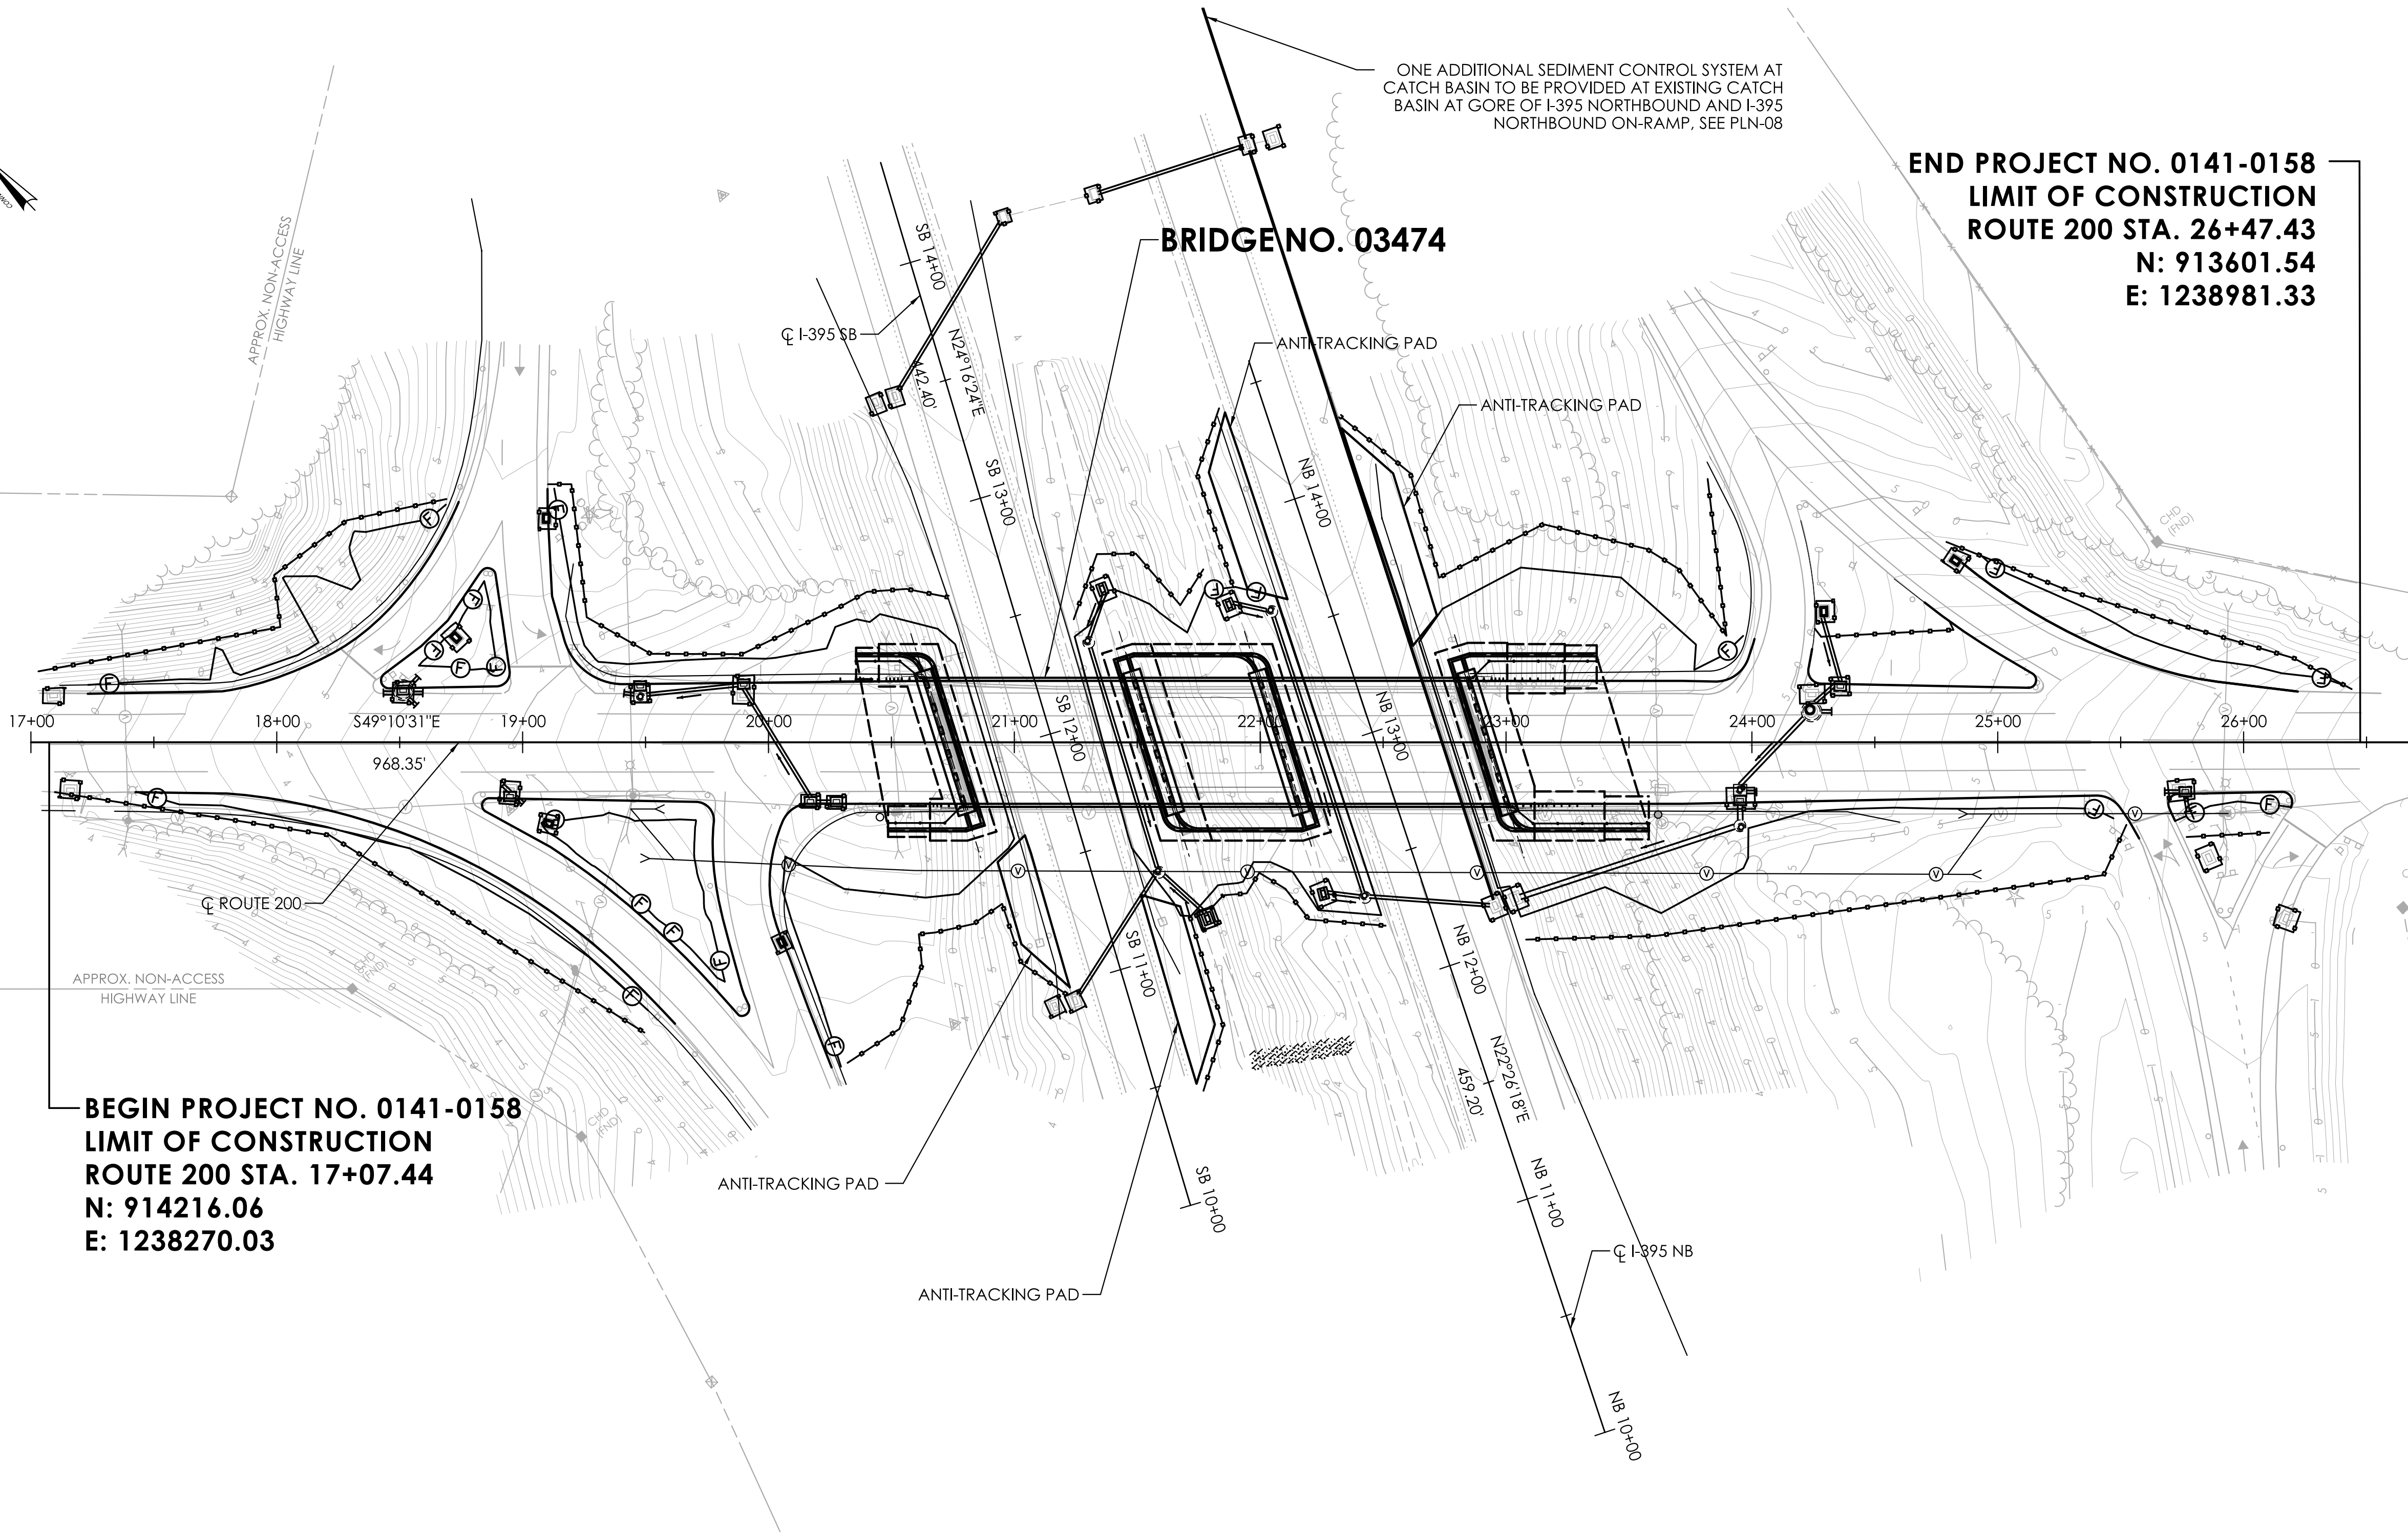 ONE ADDITIONAL SEDIMENT CONTROL SYSTEM AT
CATCH BASIN TO BE PROVIDED AT EXISTING CATCH
BASIN AT GORE OF I-395 NORTHBOUND AND I-395
NORTHBOUND ON-RAMP, SEE PLN-08
END PROJECT NO. 0141-0158
LIMIT OF CONSTRUCTION
ROUTE 200 STA. 26+47.43
N: 913601.54
E: 1238981.33
APPROX. NON-ACCESS
HIGHWAY LINE
BRIDGE NO. 03474
SB 14+00
℄ I-395 SB
N24°16'24"E
442.40'
ANTI-TRACKING PAD
ANTI-TRACKING PAD
SB 13+00
NB 14+00
CHD
(FND)
SB 12+00
NB 13+00
17+00
18+00
S49°10'31"E
19+00
20+00
21+00
22+00
23+00
24+00
25+00
26+00
968.35'
℄ ROUTE 200
CHD
(FND)
APPROX. NON-ACCESS
HIGHWAY LINE
SB 11+00
NB 12+00
N22°26'18"E
459.20'
BEGIN PROJECT NO. 0141-0158
LIMIT OF CONSTRUCTION
ROUTE 200 STA. 17+07.44
N: 914216.06
E: 1238270.03
CHD
(FND)
ANTI-TRACKING PAD
SB 10+00
NB 11+00
℄ I-395 NB
ANTI-TRACKING PAD
NB 10+00